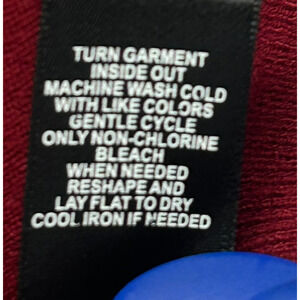 TURN GARMENT
INSIDE OUT
MACHINE WASH COLD
WITH LIKE COLORS
GENTLE CYCLE
ONLY NON-CHLORINE
BLEACH
WHEN NEEDED
RESHAPE AND
LAY FLAT TO DRY
COOL IRON IF NEEDED